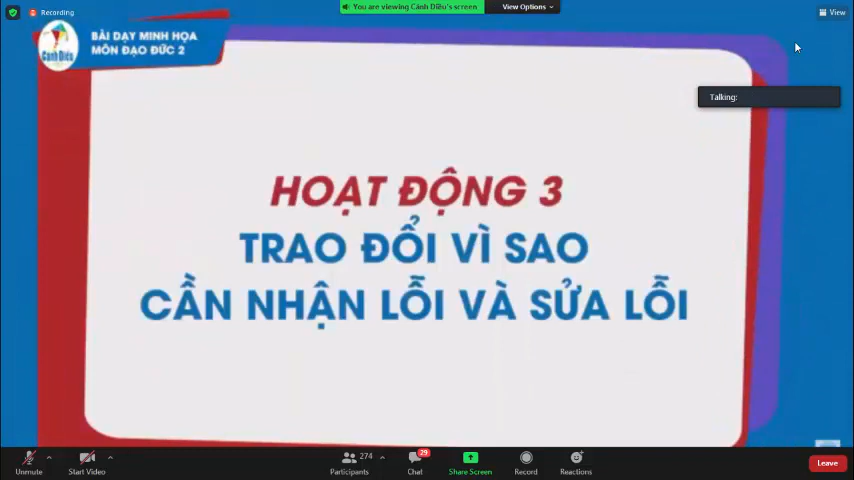 Recording
You are viewing Cánh Diều's screen
View Options
View
Cánh Diều
BÀI DẠY MINH HỌA
MÔN ĐẠO ĐỨC 2
Talking:
HOẠT ĐỘNG 3
TRAO ĐỔI VÌ SAO
CẦN NHẬN LỖI VÀ SỬA LỖI
Unmute
Start Video
274
Participants
29
Chat
Share Screen
Record
Reactions
Leave